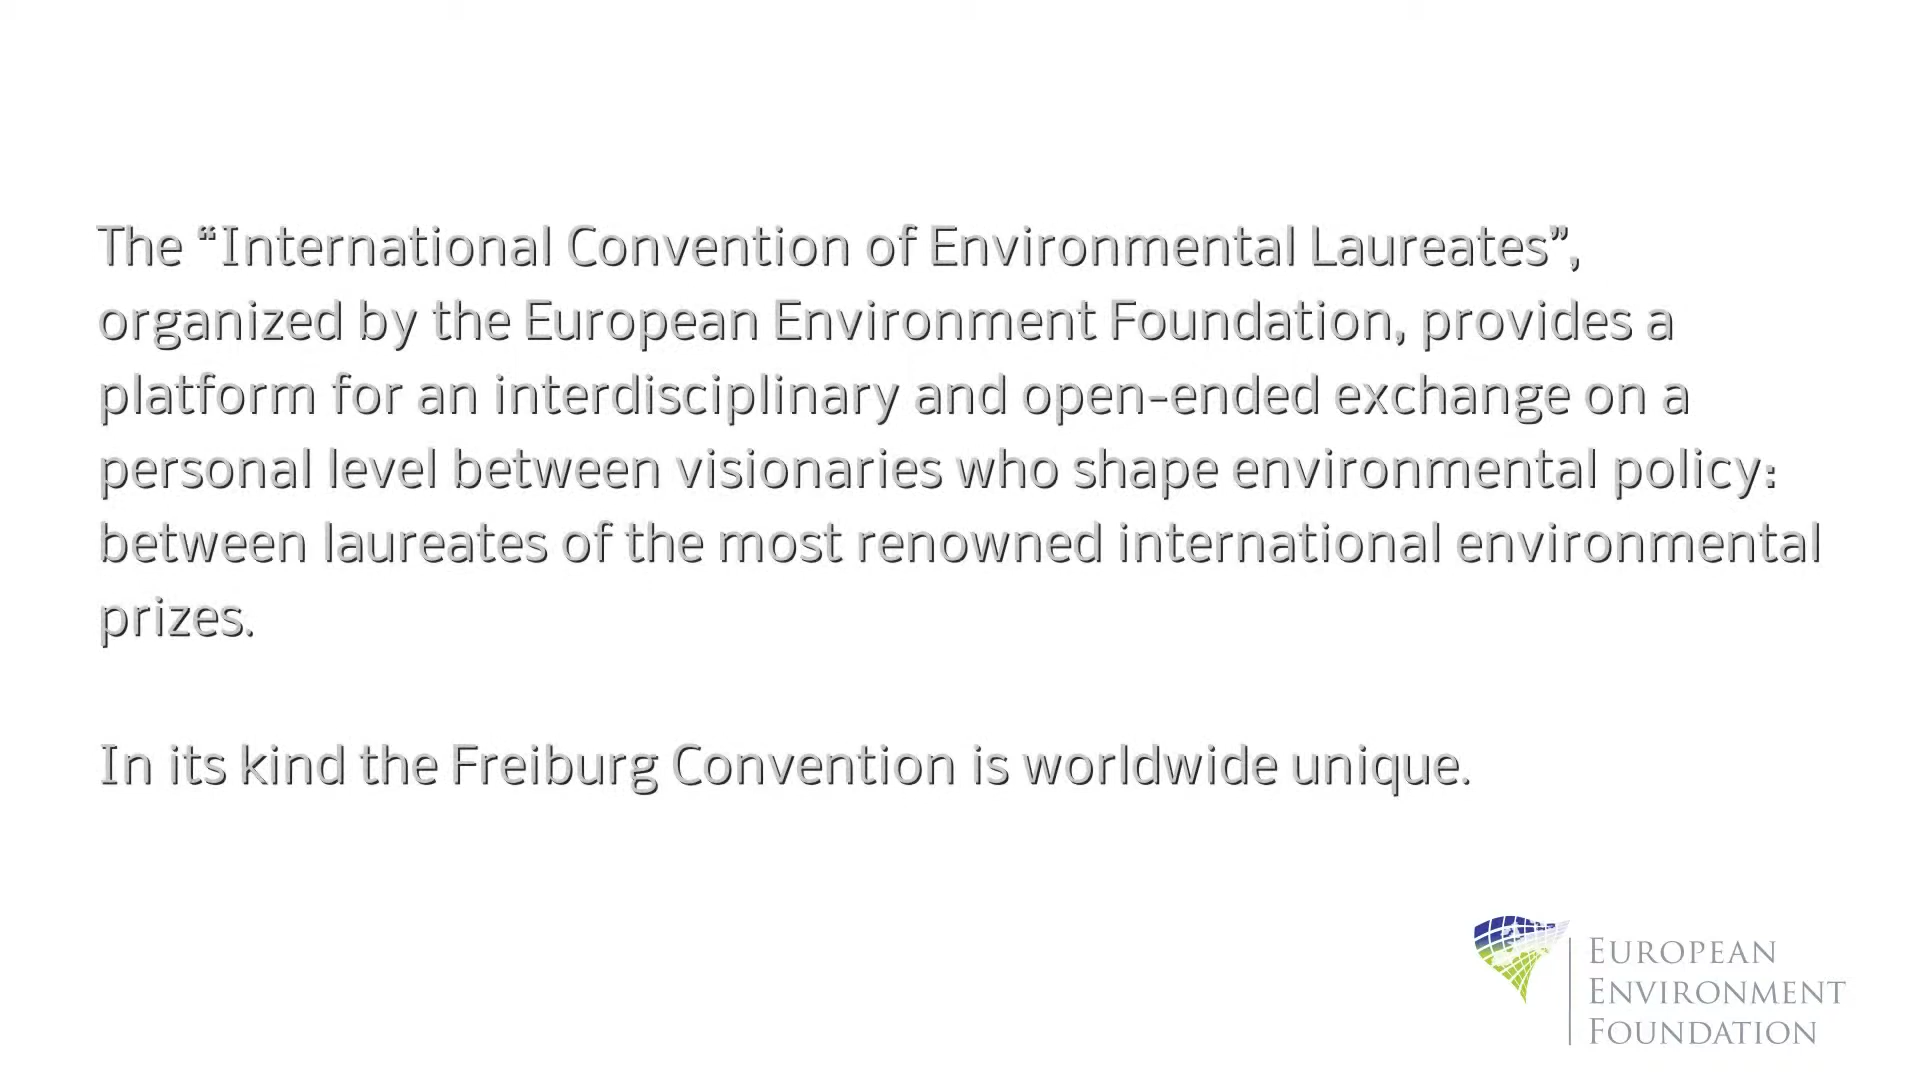 The “International Convention of Environmental Laureates”,
organized by the European Environment Foundation, provides a
platform for an interdisciplinary and open-ended exchange on a
personal level between visionaries who shape environmental policy:
between laureates of the most renowned international environmental
prizes.
In its kind the Freiburg Convention is worldwide unique.
EUROPEAN
ENVIRONMENT
FOUNDATION